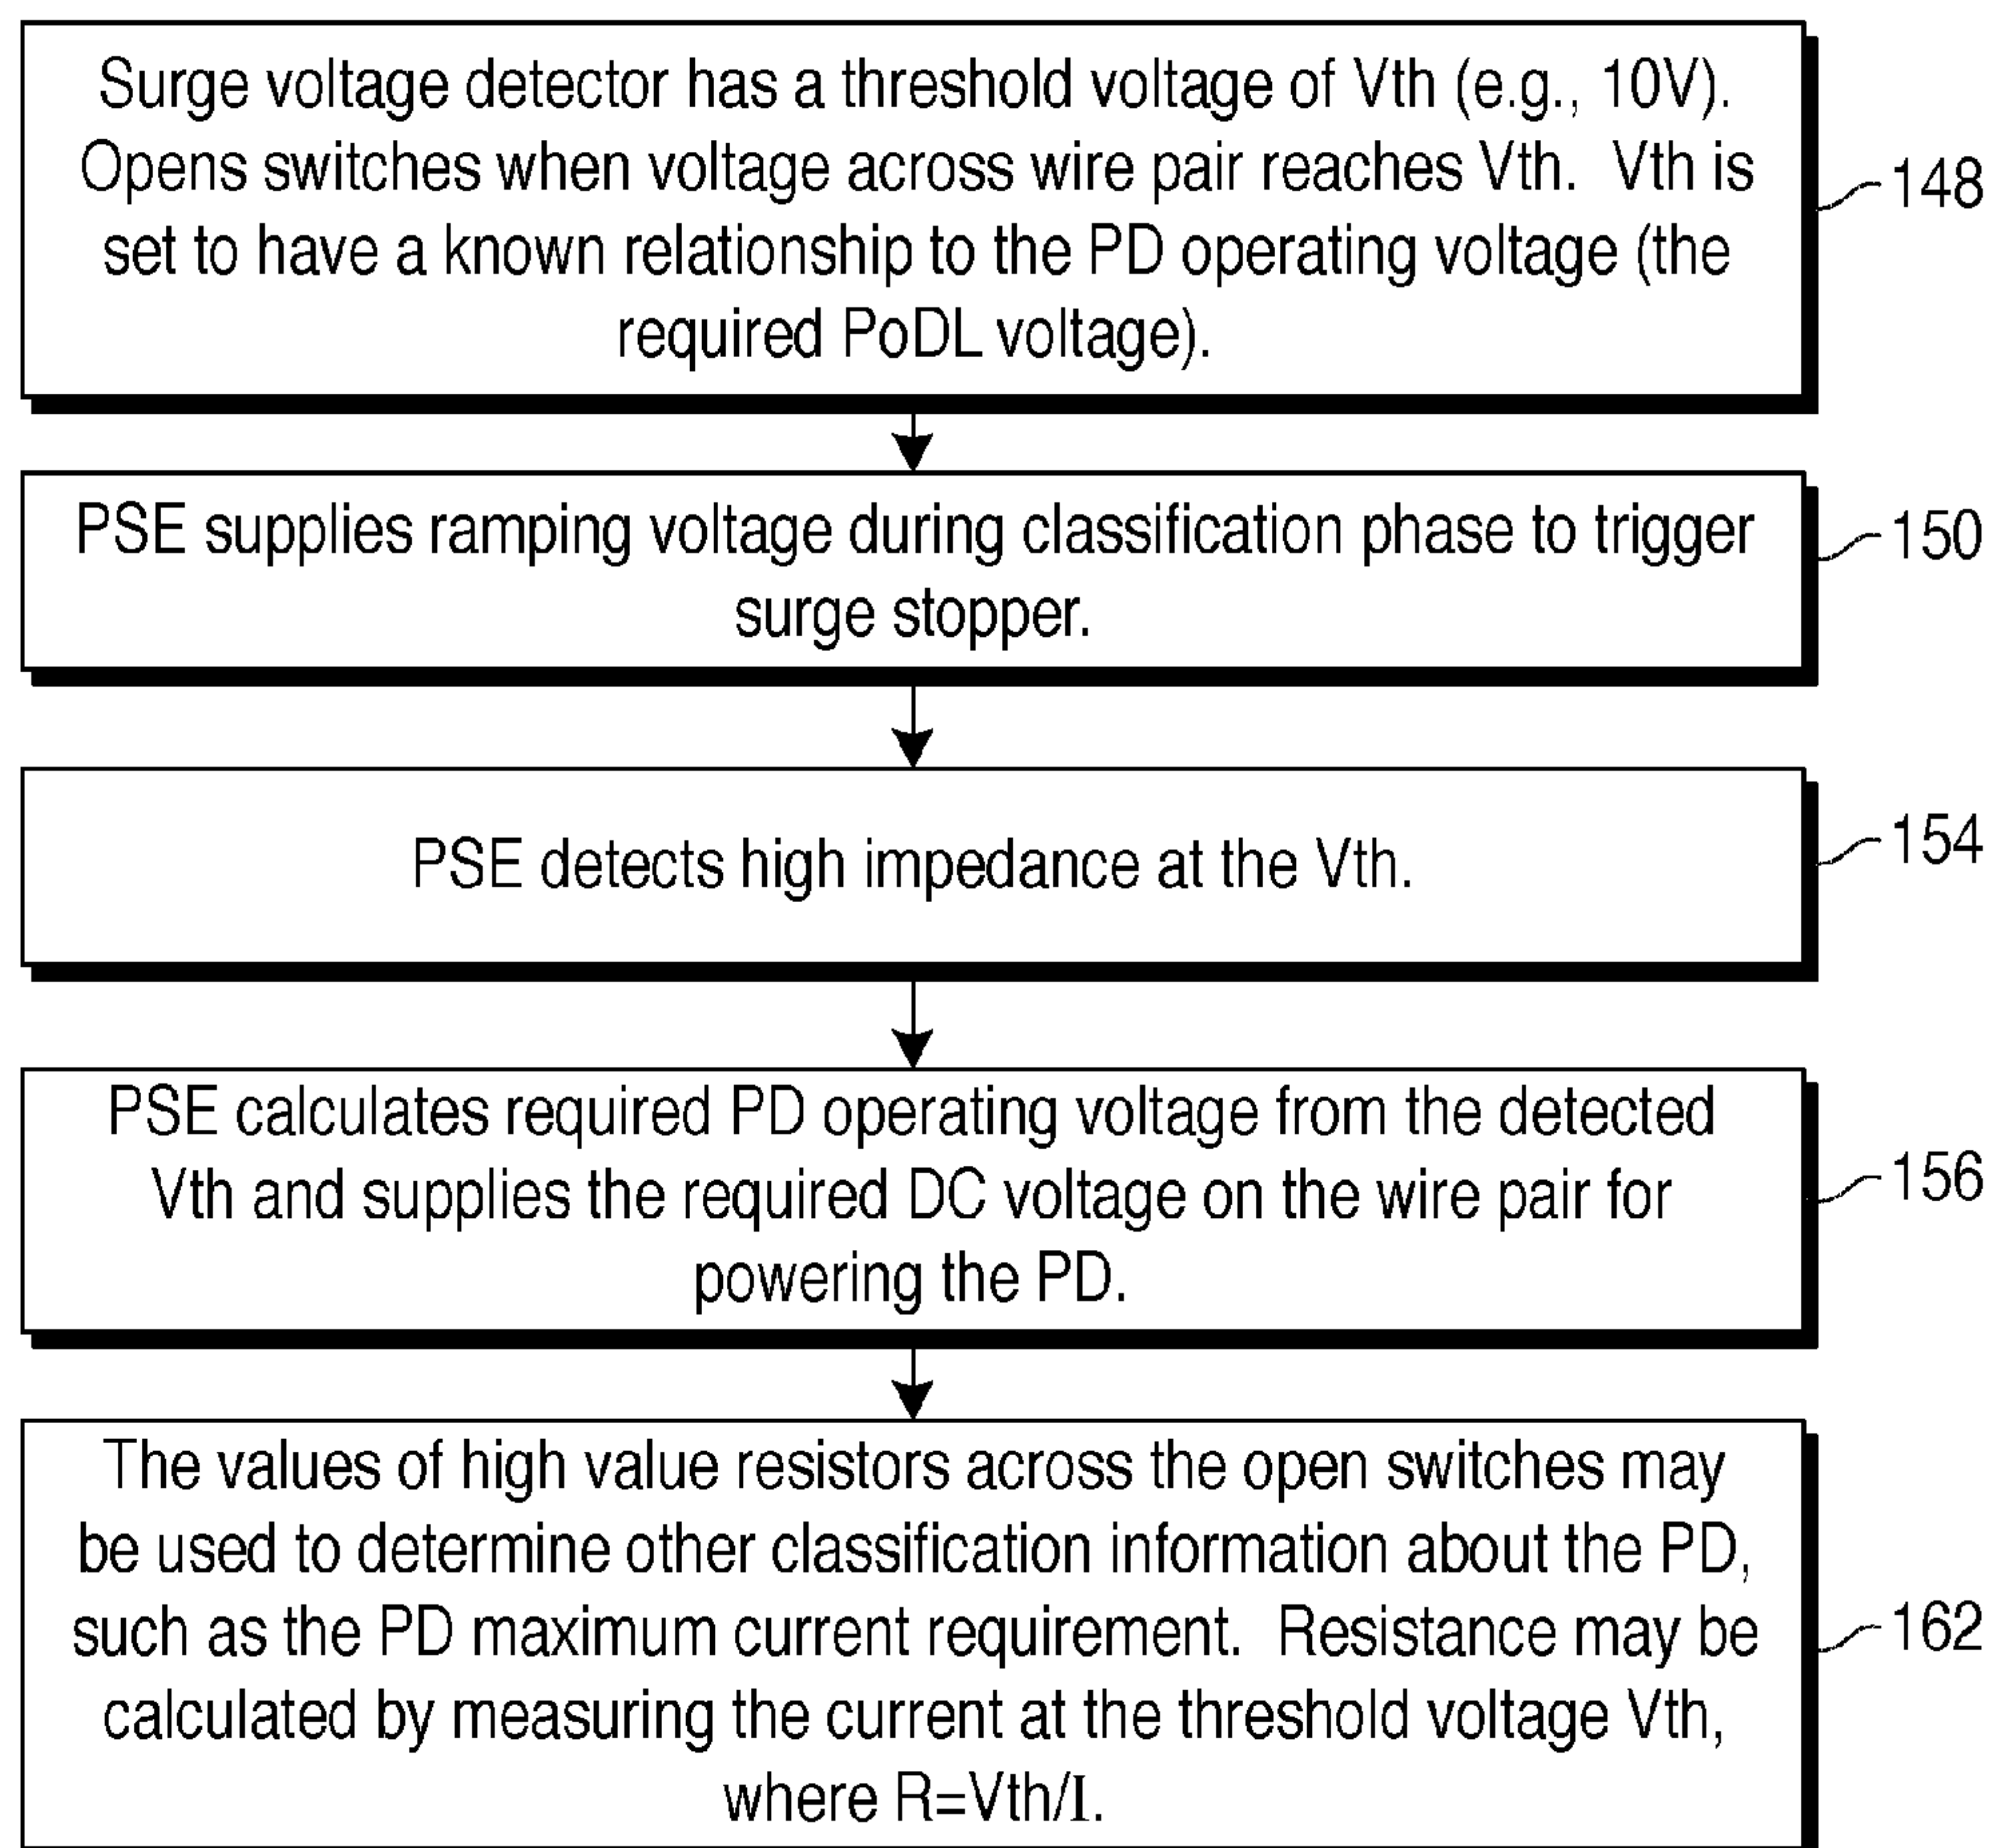 Surge voltage detector has a threshold voltage of Vth (e.g., 10V).
Opens switches when voltage across wire pair reaches Vth. Vth is
set to have a known relationship to the PD operating voltage (the
required PoDL voltage).
148
PSE supplies ramping voltage during classification phase to trigger
surge stopper.
150
PSE detects high impedance at the Vth.
154
PSE calculates required PD operating voltage from the detected
Vth and supplies the required DC voltage on the wire pair for
powering the PD.
156
The values of high value resistors across the open switches may
be used to determine other classification information about the PD,
such as the PD maximum current requirement. Resistance may be
calculated by measuring the current at the threshold voltage Vth,
where R=Vth/I.
162